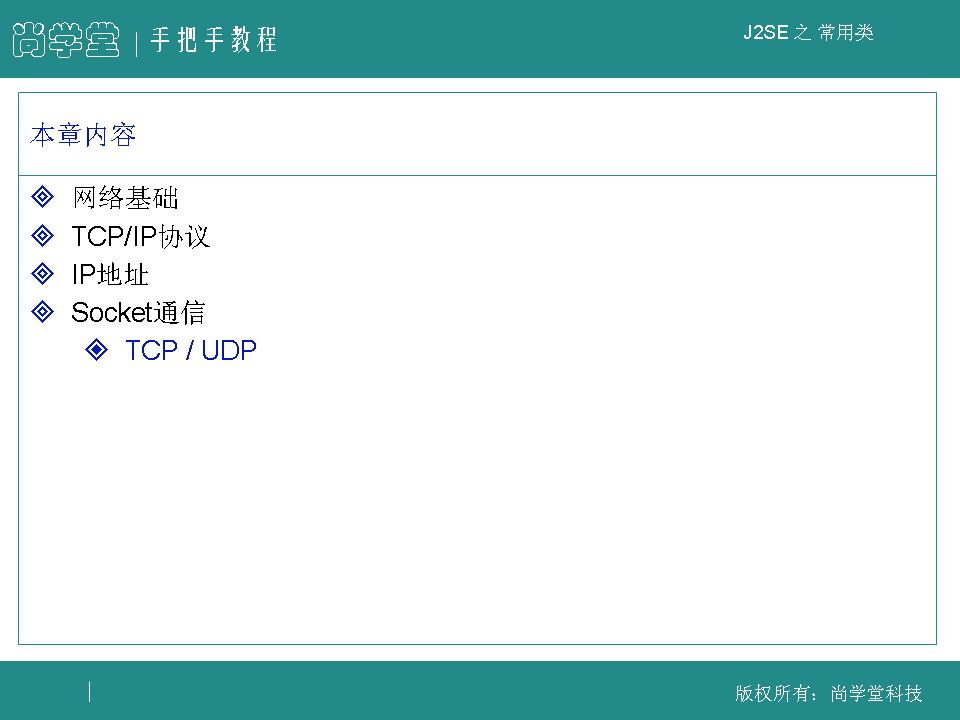 尚学堂 | 手把手教程
J2SE 之 常用类
本章内容
网络基础
TCP/IP协议
IP地址
Socket通信
TCP / UDP
版权所有：尚学堂科技